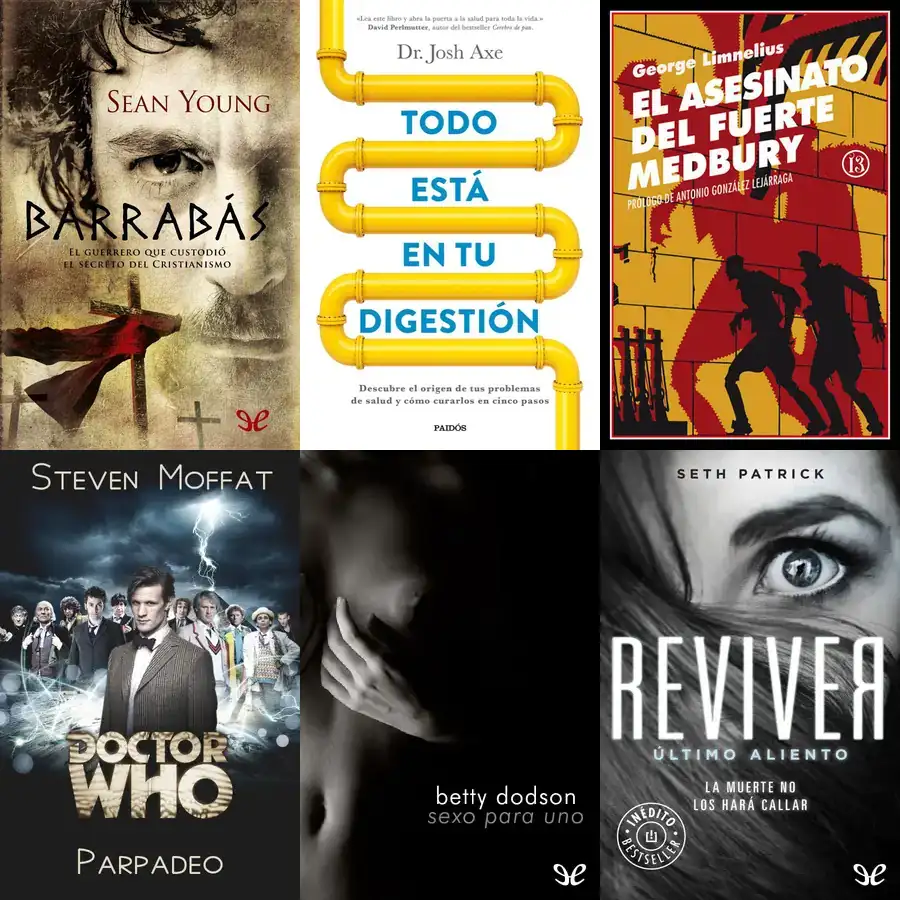 SEAN YOUNG
BARRABÁS
EL GUERRERO QUE CUSTODIÓ
EL SECRETO DEL CRISTIANISMO
«Lea este libro y abra la puerta a la salud para toda la vida.»
David Perlmutter, autor del bestseller Cerebro de pan.
Dr. Josh Axe
TODO
ESTÁ
EN TU
DIGESTIÓN
Descubre el origen de tus problemas
de salud y cómo curarlos en cinco pasos
PAIDÓS
George Limnelius
EL ASESINATO
DEL FUERTE
MEDBURY
PRÓLOGO DE ANTONIO GONZÁLEZ LEJÁRRAGA
13
STEVEN MOFFAT
DOCTOR
WHO
PARPADEO
betty dodson
sexo para uno
SETH PATRICK
REVIVER
ÚLTIMO ALIENTO
LA MUERTE NO
LOS HARÁ CALLAR
INÉDITO
BESTSELLER